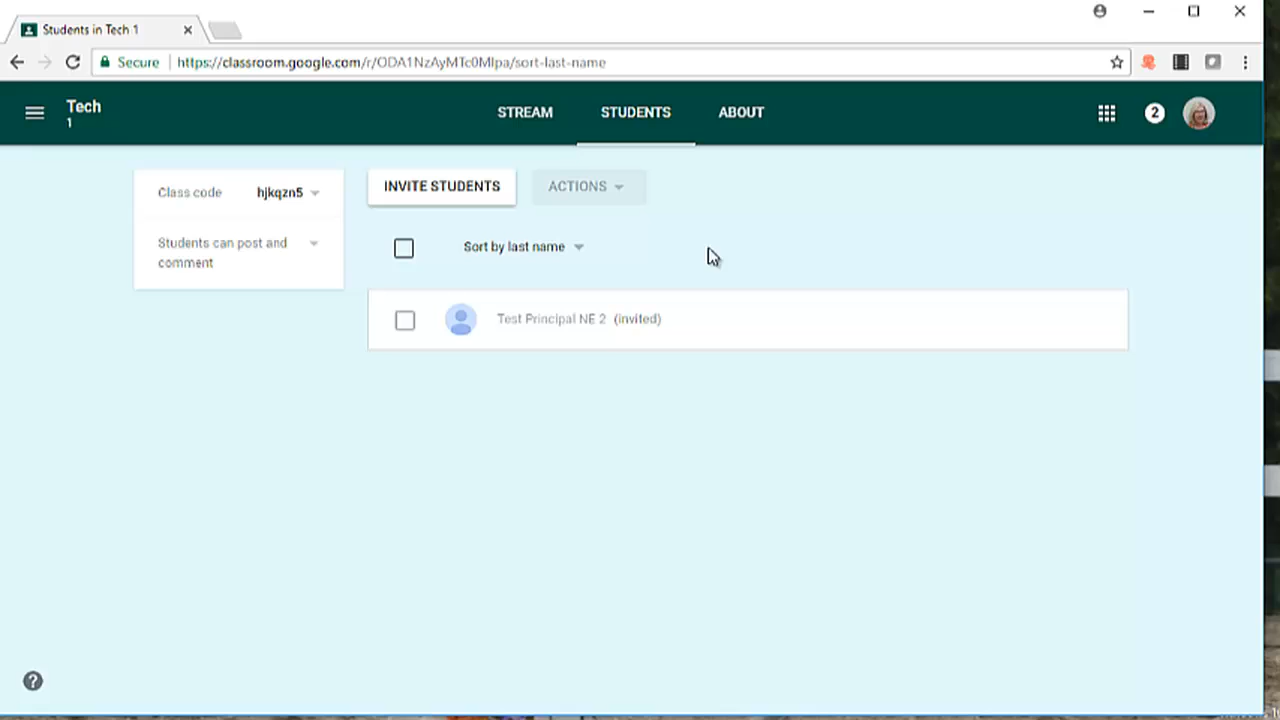 Students in Tech 1
Secure
https://classroom.google.com/r/ODA1NzAyMTc0Mlpa/sort-last-name
Tech
1
STREAM
STUDENTS
ABOUT
2
Class code hjkqzn5
Students can post and
comment
INVITE STUDENTS
ACTIONS
Sort by last name
Test Principal NE 2 (invited)
?